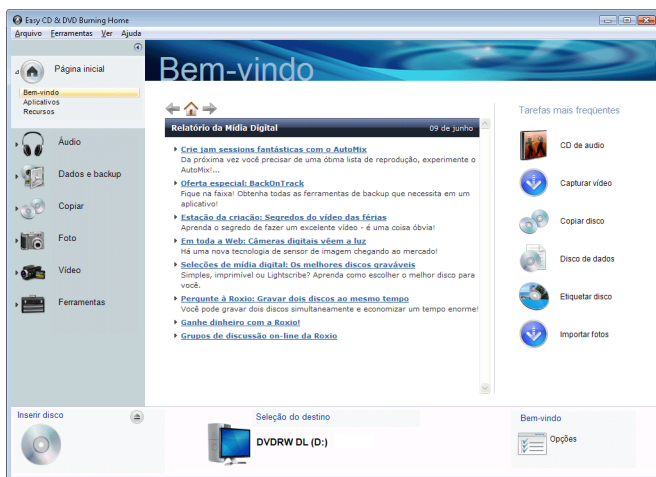 Easy CD & DVD Burning Home
Arquivo Ferramentas Ver Ajuda
Página inicial
Bem-vindo
Aplicativos
Recursos
Áudio
Dados e backup
Copiar
Foto
Vídeo
Ferramentas
Bem-vindo
Relatório da Mídia Digital 09 de junho
Crie jam sessions fantásticas com o AutoMix
Da próxima vez você precisar de uma ótima lista de reprodução, experimente o
AutoMix!...
Oferta especial: BackOnTrack
Fique na faixa! Obtenha todas as ferramentas de backup que necessita em um
aplicativo!
Estação da criação: Segredos do vídeo das férias
Aprenda o segredo de fazer um excelente vídeo - é uma coisa óbvia!
Em toda a Web: Câmeras digitais vêem a luz
Há uma nova tecnologia de sensor de imagem chegando ao mercado!
Seleções de mídia digital: Os melhores discos graváveis
Simples, imprimível ou Lightscribe? Aprenda como escolher o melhor disco para
você.
Pergunte à Roxio: Gravar dois discos ao mesmo tempo
Você pode gravar dois discos simultaneamente e economizar um tempo enorme!
Ganhe dinheiro com a Roxio!
Grupos de discussão on-line da Roxio
Tarefas mais freqüentes
CD de audio
Capturar vídeo
Copiar disco
Disco de dados
Etiquetar disco
Importar fotos
Inserir disco
Seleção do destino
DVDRW DL (D:)
Bem-vindo
Opções